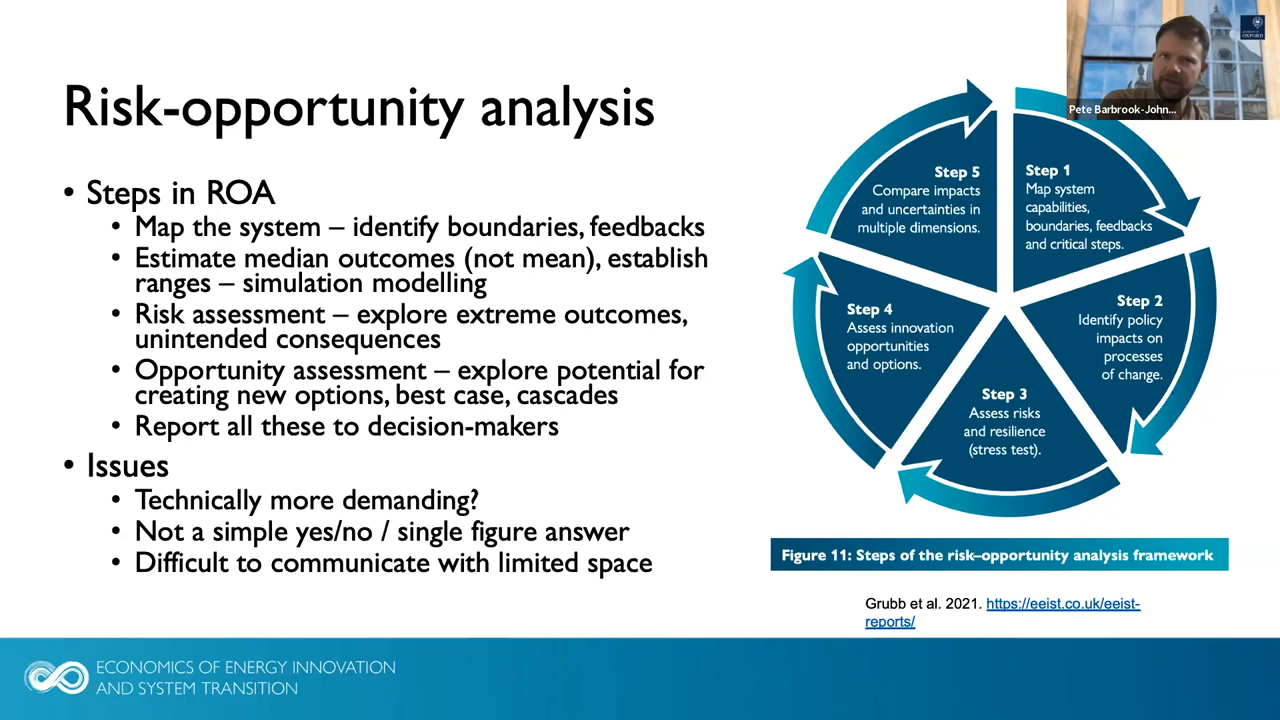 Risk-opportunity analysis
• Steps in ROA
• Map the system – identify boundaries, feedbacks
• Estimate median outcomes (not mean), establish
ranges – simulation modelling
• Risk assessment – explore extreme outcomes,
unintended consequences
• Opportunity assessment – explore potential for
creating new options, best case, cascades
• Report all these to decision-makers
• Issues
• Technically more demanding?
• Not a simple yes/no / single figure answer
• Difficult to communicate with limited space
Pete Barbrook-John...
Step 1
Map system
capabilities,
boundaries, feedbacks
and critical steps.
Step 2
Identify policy
impacts on
processes
of change.
Step 3
Assess risks
and resilience
(stress test).
Step 4
Assess innovation
opportunities
and options.
Step 5
Compare impacts
and uncertainties in
multiple dimensions.
Figure 11: Steps of the risk–opportunity analysis framework
Grubb et al. 2021. https://eeist.co.uk/eeist-
reports/
ECONOMICS OF ENERGY INNOVATION
AND SYSTEM TRANSITION
OXFORD